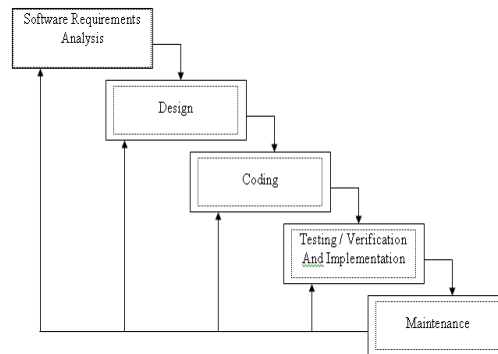 Software Requirements
Analysis
Design
Coding
Testing / Verification
And Implementation
Maintenance